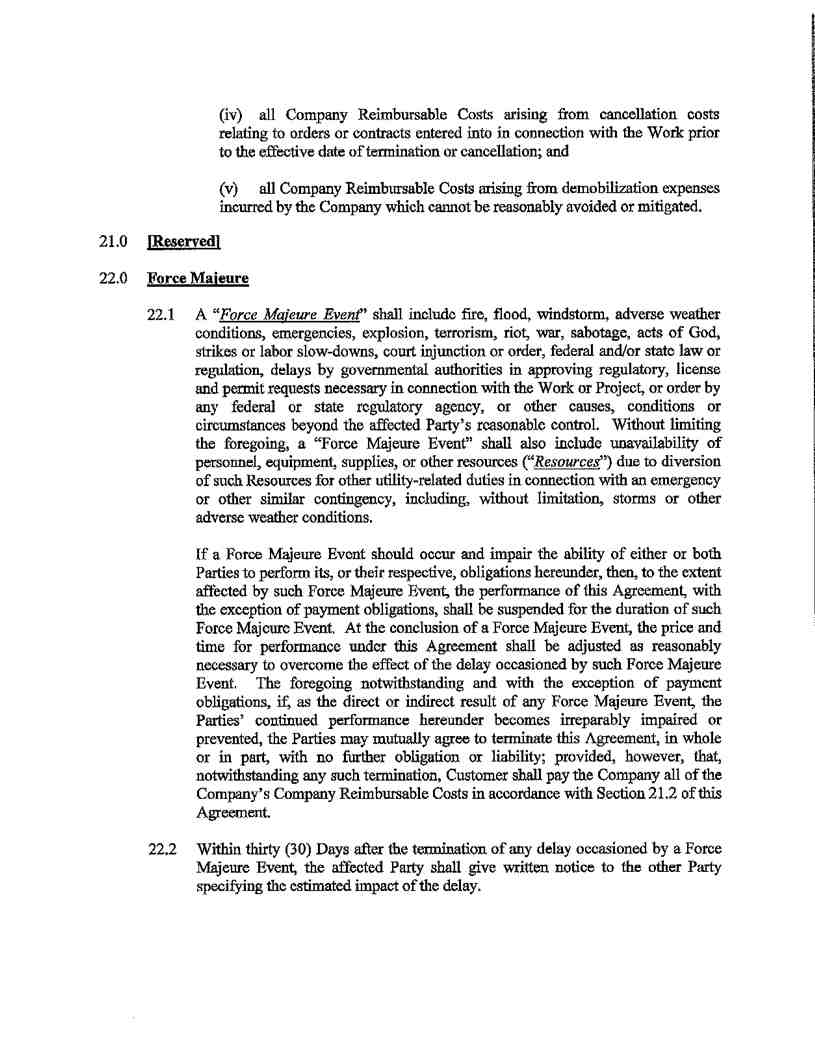 (iv) all Company Reimbursable Costs arising from cancellation costs
relating to orders or contracts entered into in connection with the Work prior
to the effective date of termination or cancellation; and
(v) all Company Reimbursable Costs arising from demobilization expenses
incurred by the Company which cannot be reasonably avoided or mitigated.
21.0 [Reserved]
22.0 Force Majeure
22.1 A “Force Majeure Event” shall include fire, flood, windstorm, adverse weather
conditions, emergencies, explosion, terrorism, riot, war, sabotage, acts of God,
strikes or labor slow-downs, court injunction or order, federal and/or state law or
regulation, delays by governmental authorities in approving regulatory, license
and permit requests necessary in connection with the Work or Project, or order by
any federal or state regulatory agency, or other causes, conditions or
circumstances beyond the affected Party’s reasonable control. Without limiting
the foregoing, a “Force Majeure Event” shall also include unavailability of
personnel, equipment, supplies, or other resources (“Resources”) due to diversion
of such Resources for other utility-related duties in connection with an emergency
or other similar contingency, including, without limitation, storms or other
adverse weather conditions.
If a Force Majeure Event should occur and impair the ability of either or both
Parties to perform its, or their respective, obligations hereunder, then, to the extent
affected by such Force Majeure Event, the performance of this Agreement, with
the exception of payment obligations, shall be suspended for the duration of such
Force Majeure Event. At the conclusion of a Force Majeure Event, the price and
time for performance under this Agreement shall be adjusted as reasonably
necessary to overcome the effect of the delay occasioned by such Force Majeure
Event. The foregoing notwithstanding and with the exception of payment
obligations, if, as the direct or indirect result of any Force Majeure Event, the
Parties’ continued performance hereunder becomes irreparably impaired or
prevented, the Parties may mutually agree to terminate this Agreement, in whole
or in part, with no further obligation or liability; provided, however, that,
notwithstanding any such termination, Customer shall pay the Company all of the
Company’s Company Reimbursable Costs in accordance with Section 21.2 of this
Agreement.
22.2 Within thirty (30) Days after the termination of any delay occasioned by a Force
Majeure Event, the affected Party shall give written notice to the other Party
specifying the estimated impact of the delay.